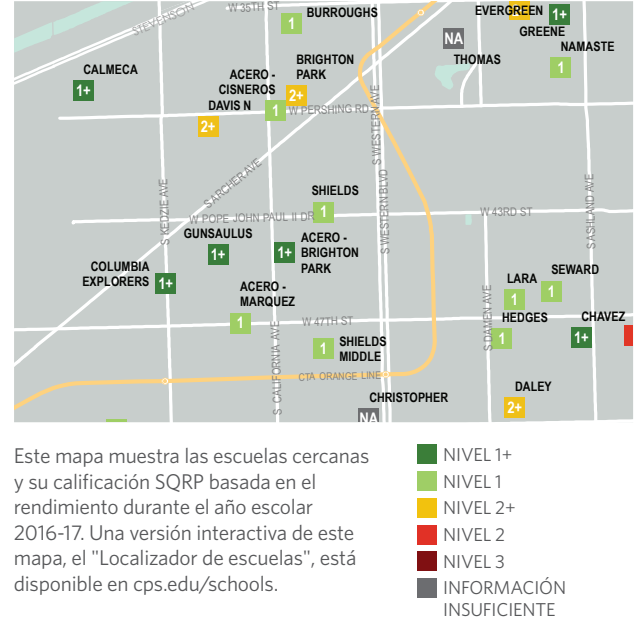 W 35TH ST
BURROUGHS
EVERGREEN
1+
STEVENSON
1
GREENE
NA
NAMASTE
THOMAS
1
CALMECA
1+
BRIGHTON
PARK
ACERO -
CISNEROS
2+
DAVIS N
1
W PERSHING RD
2+
S WESTERN AVE
S ARCHER AVE
S KEDZIE AVE
S WESTERN BLVD
S ASHLAND AVE
SHIELDS
1
W POPE JOHN PAUL II DR
W 43RD ST
GUNSAULUS
1+
1+
ACERO -
BRIGHTON
PARK
COLUMBIA
EXPLORERS
1+
ACERO -
MARQUEZ
1
LARA
1
SEWARD
1
S DAMEN AVE
W 47TH ST
HEDGES
1
CHAVEZ
1+
S CALIFORNIA AVE
1
SHIELDS
MIDDLE
CTA ORANGE LINE
CHRISTOPHER
NA
DALEY
2+
Este mapa muestra las escuelas cercanas
y su calificación SQRP basada en el
rendimiento durante el año escolar
2016-17. Una versión interactiva de este
mapa, el "Localizador de escuelas", está
disponible en cps.edu/schools.
NIVEL 1+
NIVEL 1
NIVEL 2+
NIVEL 2
NIVEL 3
INFORMACIÓN
INSUFICIENTE